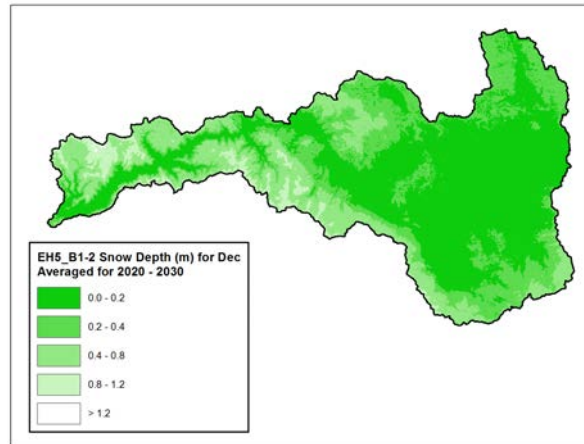 EH5_B1-2 Snow Depth (m) for Dec
Averaged for 2020 - 2030
0.0 - 0.2
0.2 - 0.4
0.4 - 0.8
0.8 - 1.2
> 1.2